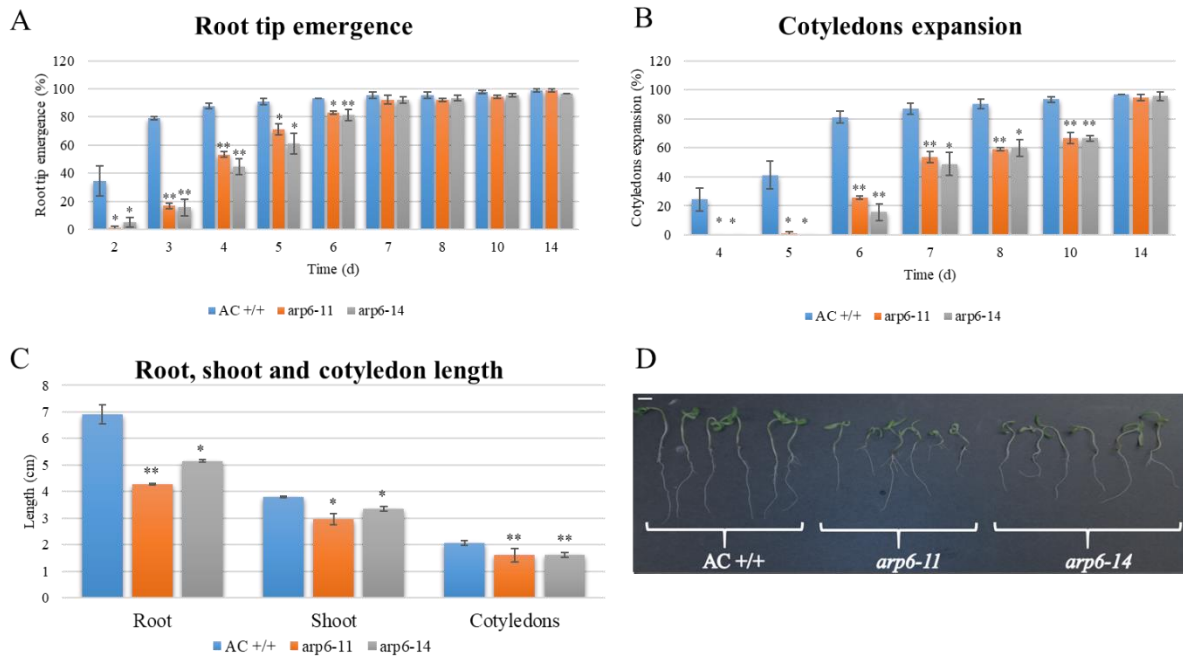 A
Root tip emergence
Root tip emergence (%)
120
100
80
60
40
20
0
* *
** **
** **
* *
* **
2 3 4 5 6 7 8 10 14
Time (d)
AC +/+ arp6-11 arp6-14
B
Cotyledons expansion
Cotyledons expansion (%)
120
100
80
60
40
20
0
* *
* *
** **
** *
** *
** **
4 5 6 7 8 10 14
Time (d)
AC +/+ arp6-11 arp6-14
C
Root, shoot and cotyledon length
Length (cm)
8
7
6
5
4
3
2
1
0
** *
* *
** **
Root Shoot Cotyledons
AC +/+ arp6-11 arp6-14
D
AC +/+ arp6-11 arp6-14